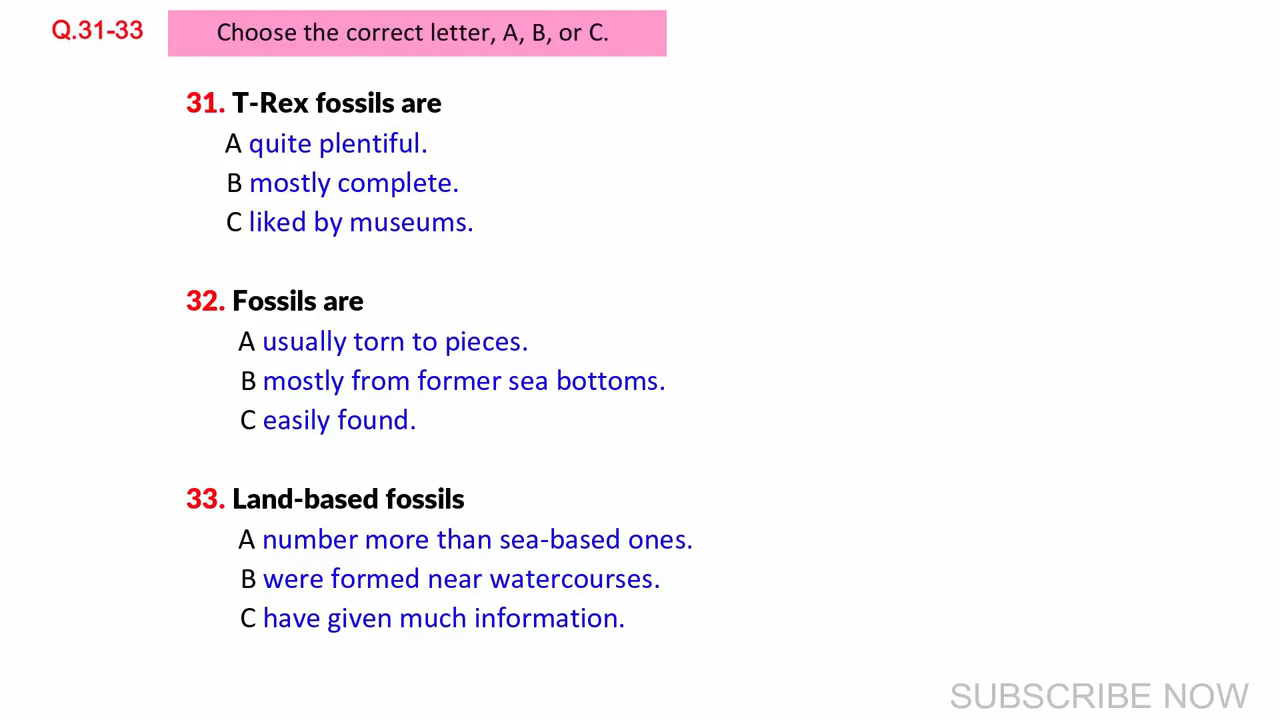 Q.31-33
Choose the correct letter, A, B, or C.
31. T-Rex fossils are
A quite plentiful.
B mostly complete.
C liked by museums.
32. Fossils are
A usually torn to pieces.
B mostly from former sea bottoms.
C easily found.
33. Land-based fossils
A number more than sea-based ones.
B were formed near watercourses.
C have given much information.
SUBSCRIBE NOW